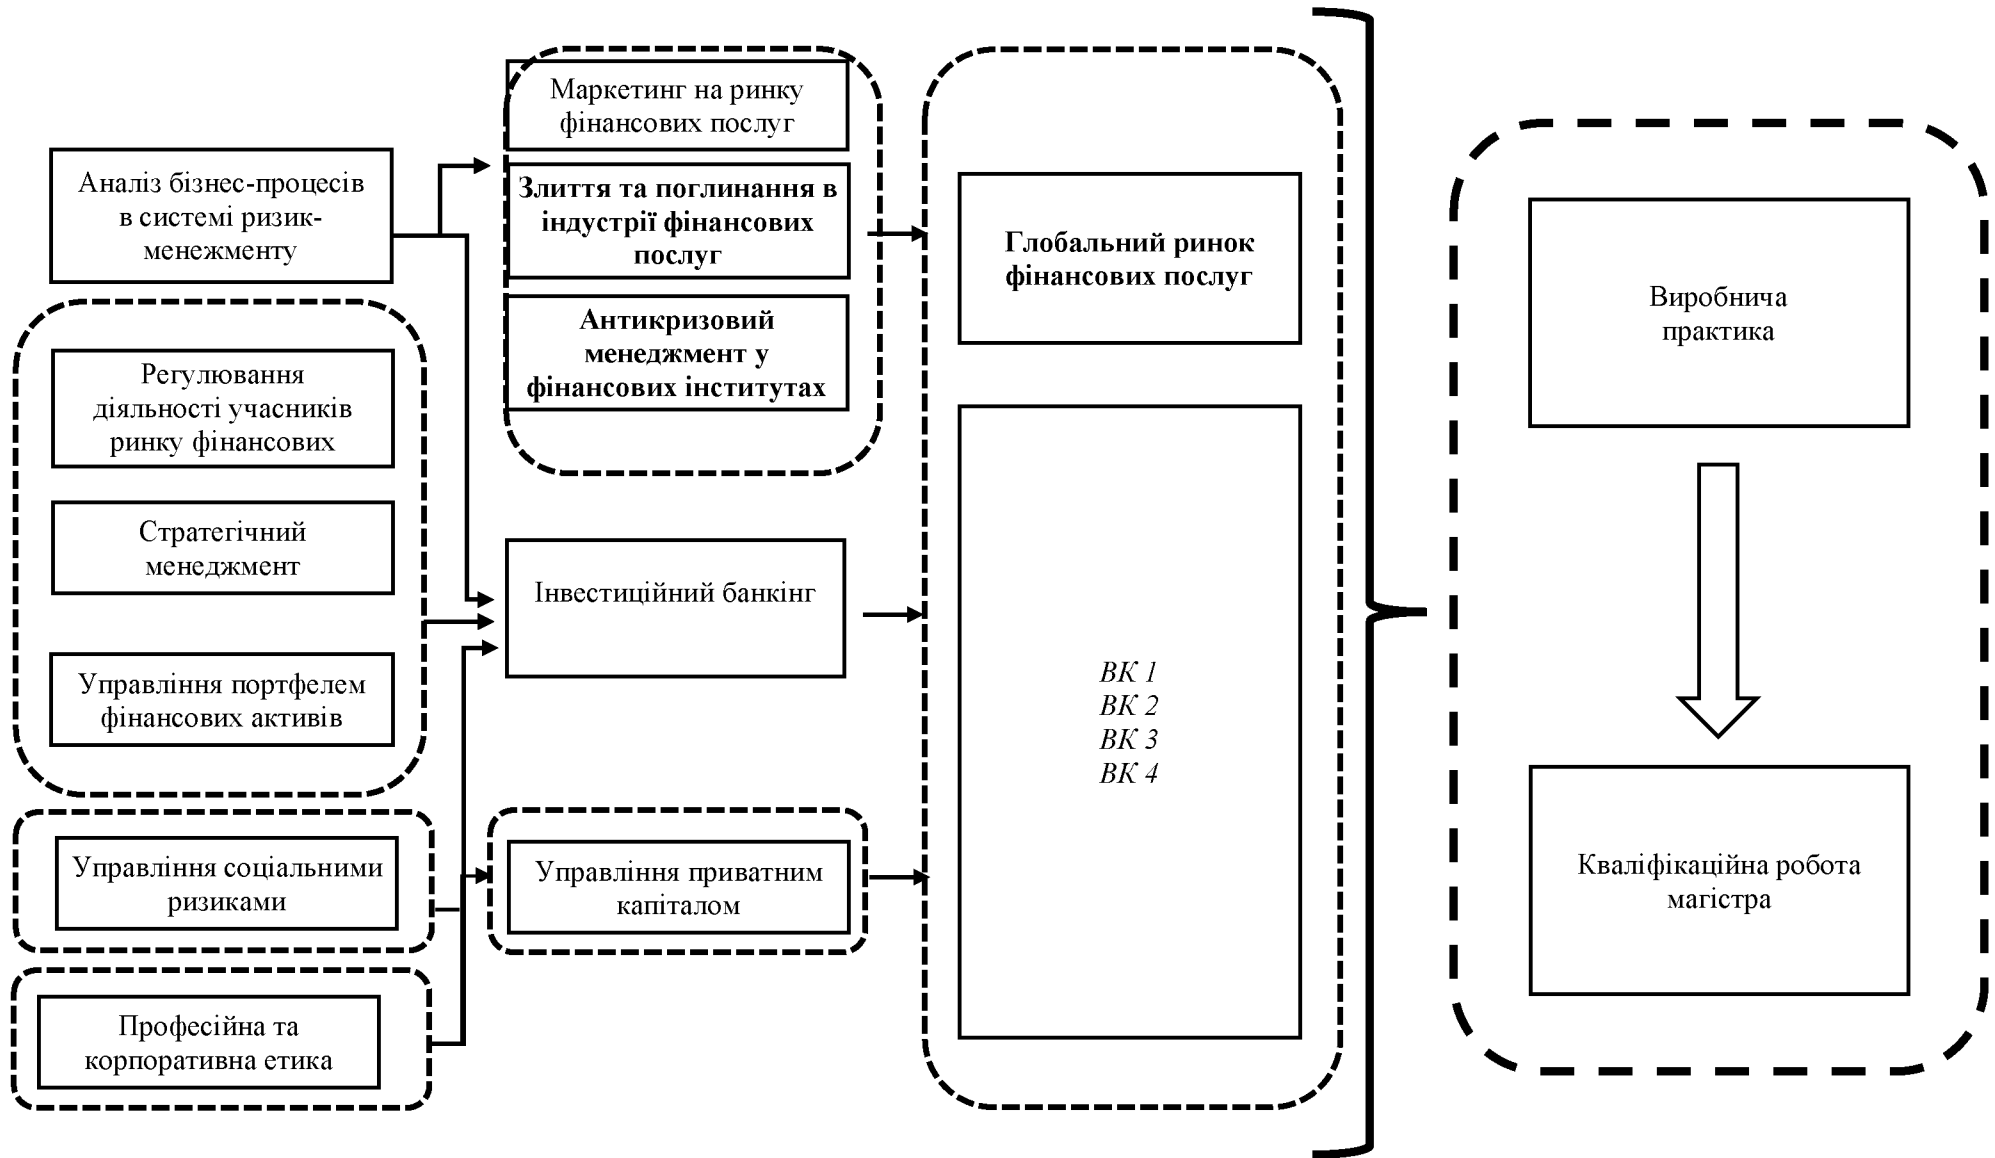 Аналіз бізнес-процесів
в системі ризик-
менежменту
Регулювання
діяльності учасників
ринку фінансових
Стратегічний
менеджмент
Управління портфелем
фінансових активів
Управління соціальними
ризиками
Професійна та
корпоративна етика
Маркетинг на ринку
фінансових послуг
Злиття та поглинання в
індустрії фінансових
послуг
Антикризовий
менеджмент у
фінансових інститутах
Інвестиційний банкінг
Управління приватним
капіталом
Глобальний ринок
фінансових послуг
ВК 1
ВК 2
ВК 3
ВК 4
Виробнича
практика
Кваліфікаційна робота
магістра